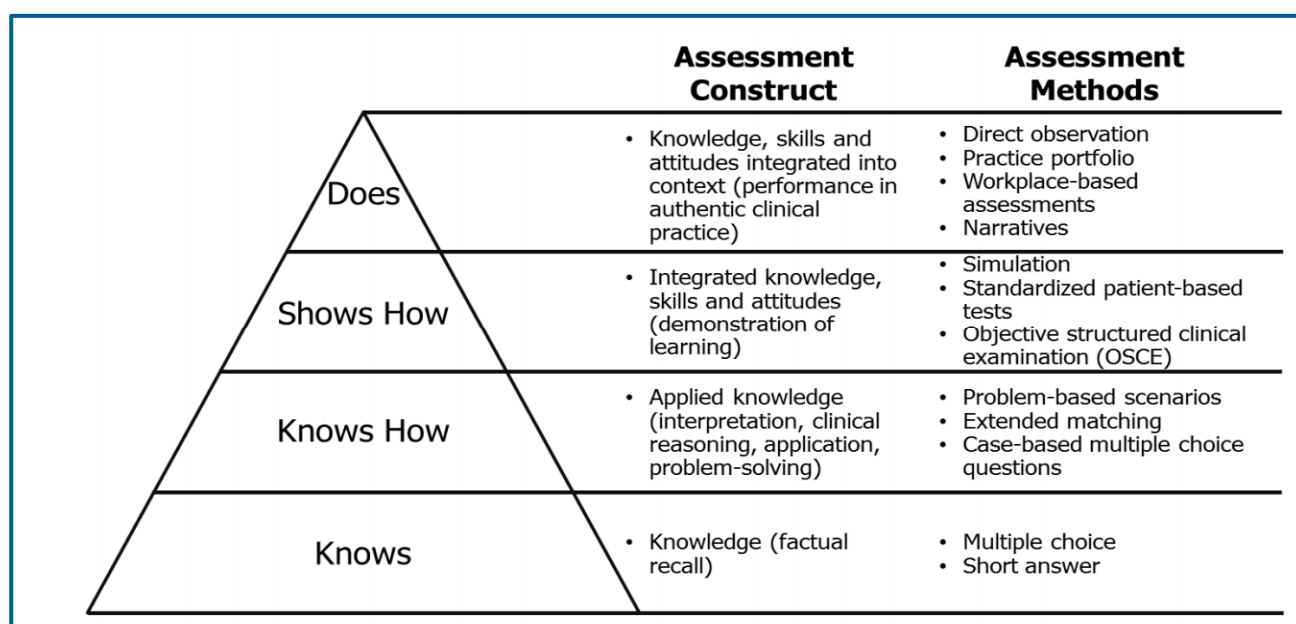 Assessment
Construct
Assessment
Methods
Does
• Knowledge, skills and
attitudes integrated into
context (performance in
authentic clinical
practice)
• Direct observation
• Practice portfolio
• Workplace-based
assessments
• Narratives
Shows How
• Integrated knowledge,
skills and attitudes
(demonstration of
learning)
• Simulation
• Standardized patient-based
tests
• Objective structured clinical
examination (OSCE)
Knows How
• Applied knowledge
(interpretation, clinical
reasoning, application,
problem-solving)
• Problem-based scenarios
• Extended matching
• Case-based multiple choice
questions
Knows
• Knowledge (factual
recall)
• Multiple choice
• Short answer